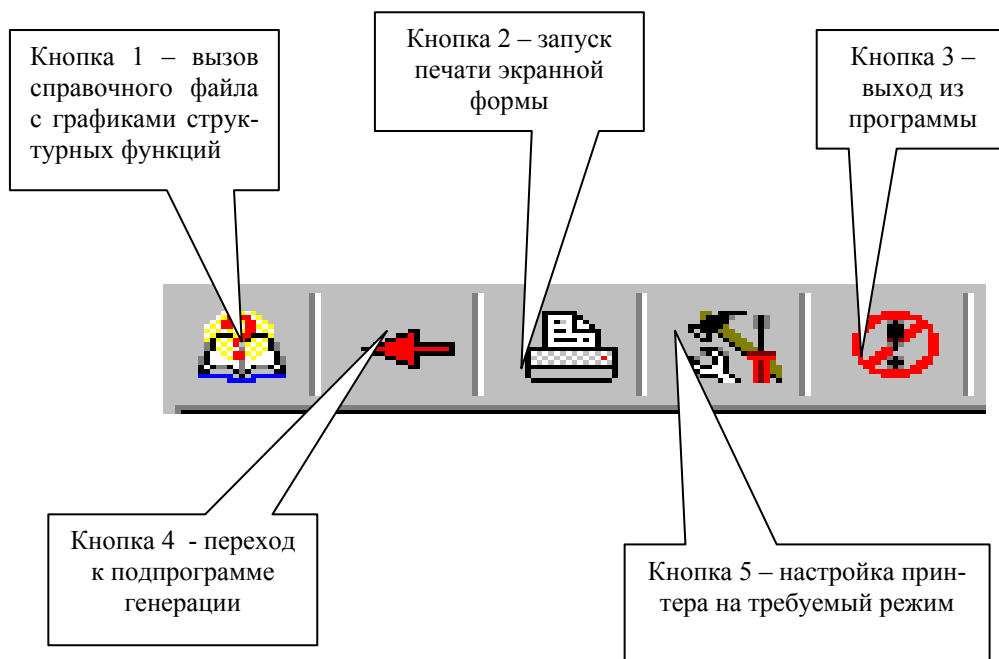 Кнопка 1 – вызов
справочного файла
с графиками струк-
турных функций
Кнопка 2 – запуск
печати экранной
формы
Кнопка 3 –
выход из
программы
Кнопка 4 - переход
к подпрограмме
генерации
Кнопка 5 – настройка прин-
тера на требуемый режим